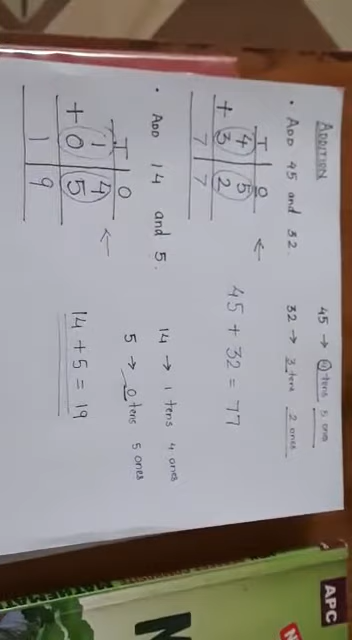 ADDITION
• ADD 45 and 32.
45 → 4 tens 5 ones
32 → 3 tens 2 ones
T O
4 5
+ 3 2
7 7
←
45 + 32 = 77
• ADD 14 and 5.
14 → 1 tens 4 ones
5 → 0 tens 5 ones
T O
1 4
+ 0 5
1 9
←
14 + 5 = 19
APC